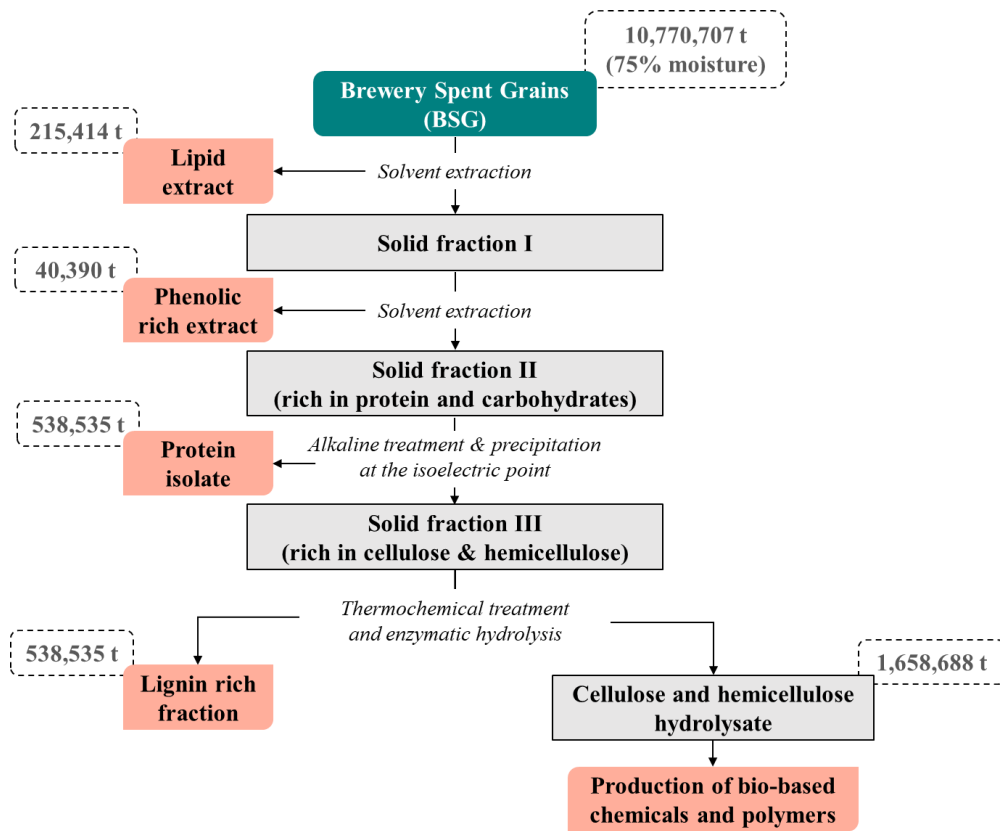 10,770,707 t
(75% moisture)
Brewery Spent Grains
(BSG)
215,414 t
Lipid
extract
Solvent extraction
Solid fraction I
40,390 t
Phenolic
rich extract
Solvent extraction
Solid fraction II
(rich in protein and carbohydrates)
538,535 t
Protein
isolate
Alkaline treatment & precipitation
at the isoelectric point
Solid fraction III
(rich in cellulose & hemicellulose)
Thermochemical treatment
and enzymatic hydrolysis
538,535 t
Lignin rich
fraction
1,658,688 t
Cellulose and hemicellulose
hydrolysate
Production of bio-based
chemicals and polymers